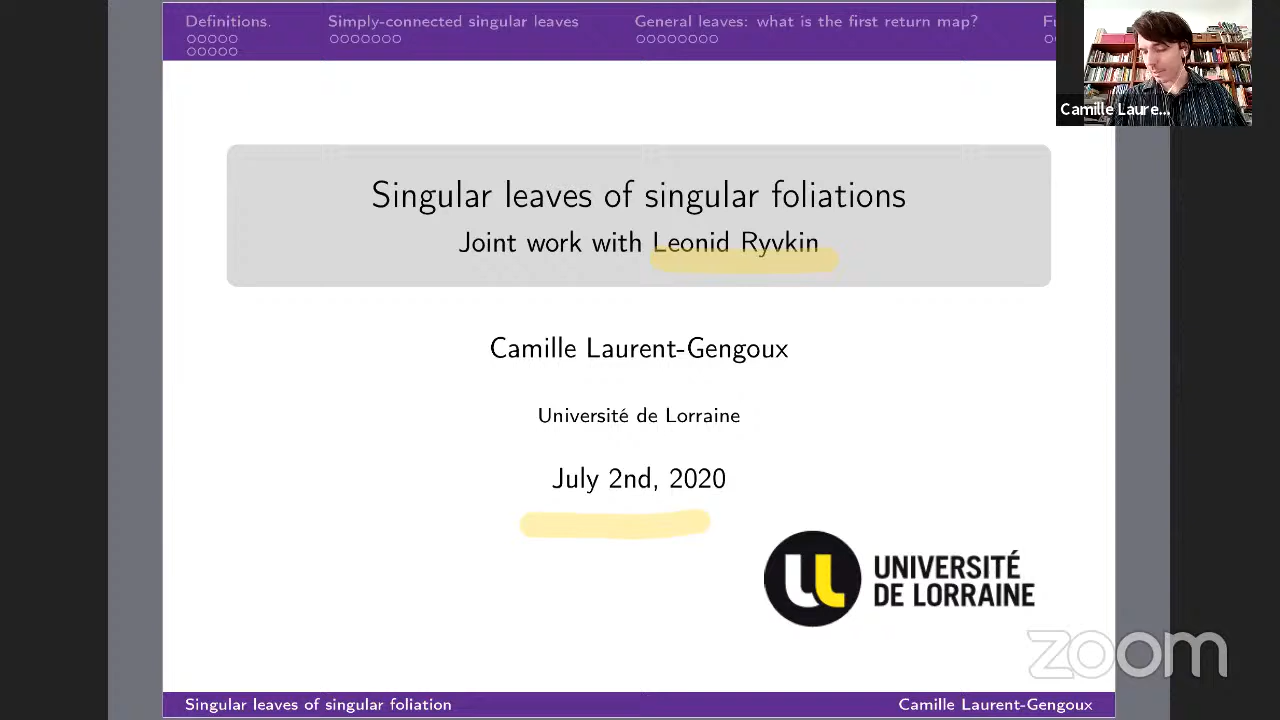 Definitions.
Simply-connected singular leaves
General leaves: what is the first return map?
Camille Laure...
Singular leaves of singular foliations
Joint work with Leonid Ryvkin
Camille Laurent-Gengoux
Université de Lorraine
July 2nd, 2020
UNIVERSITÉ
DE LORRAINE
zoom
Singular leaves of singular foliation
Camille Laurent-Gengoux